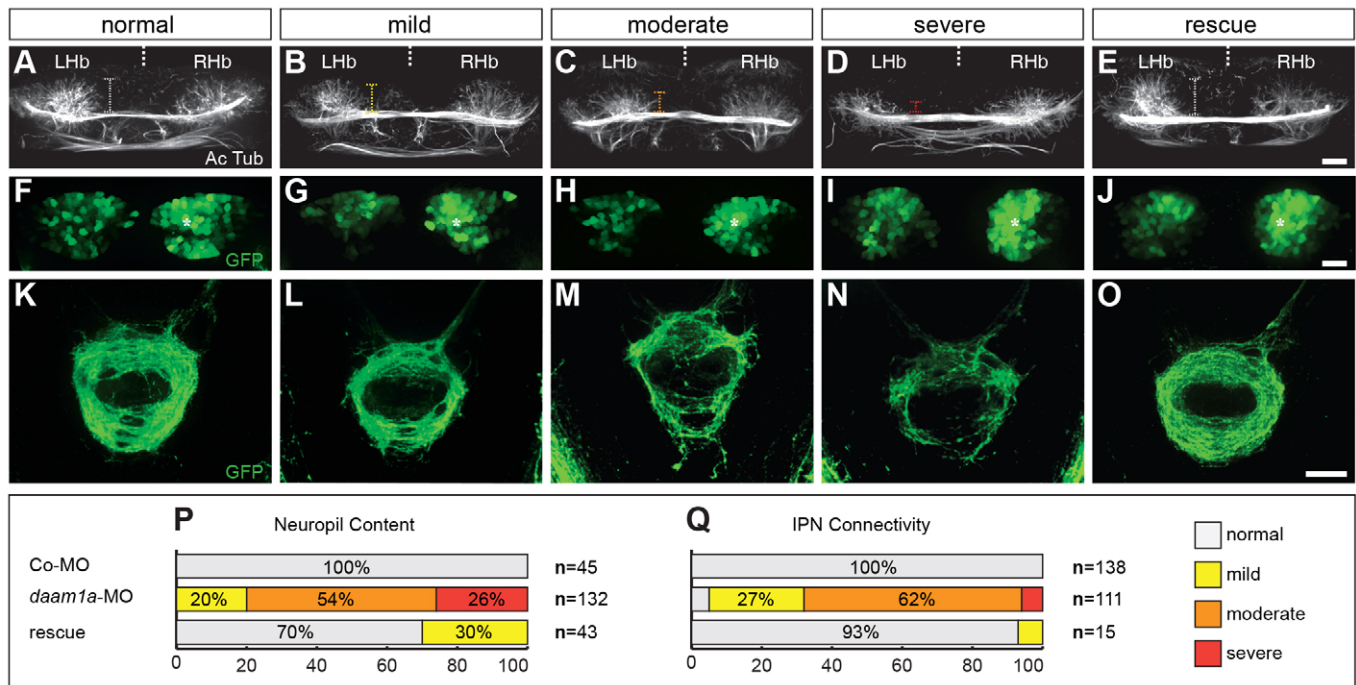 normal mild moderate severe rescue
A LHb RHb B LHb RHb C LHb RHb D LHb RHb E LHb RHb
Ac Tub
F * G * H * I * J *
GFP
K L M N O
GFP
P Neuropil Content Q IPN Connectivity
normal
Co-MO 100% n=45 100% n=138
mild
daam1a-MO 20% 54% 26% n=132 27% 62% n=111
moderate
rescue 70% 30% n=43 93% n=15
severe
0 20 40 60 80 100 0 20 40 60 80 100